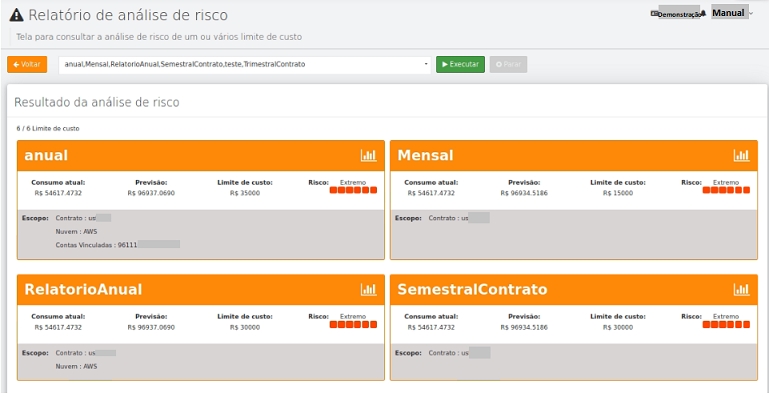 Relatório de análise de risco
Demonstração
Manual
Tela para consultar a análise de risco de um ou vários limite de custo
Voltar
anual,Mensal,RelatorioAnual,SemestralContrato,teste,TrimestralContrato
Executar
Parar
Resultado da análise de risco
6 / 6 Limite de custo
anual
Consumo atual: Previsão: Limite de custo: Risco: Extremo
R$ 54617.4732 R$ 96937.0690 R$ 35000
Escopo: Contrato : us
Nuvem : AWS
Contas Vinculadas : 96111
Mensal
Consumo atual: Previsão: Limite de custo: Risco: Extremo
R$ 54617.4732 R$ 96934.5186 R$ 15000
Escopo: Contrato : us
RelatorioAnual
Consumo atual: Previsão: Limite de custo: Risco: Extremo
R$ 54617.4732 R$ 96937.0690 R$ 30000
Escopo: Contrato : us
Nuvem : AWS
SemestralContrato
Consumo atual: Previsão: Limite de custo: Risco: Extremo
R$ 54617.4732 R$ 96934.5186 R$ 30000
Escopo: Contrato : us